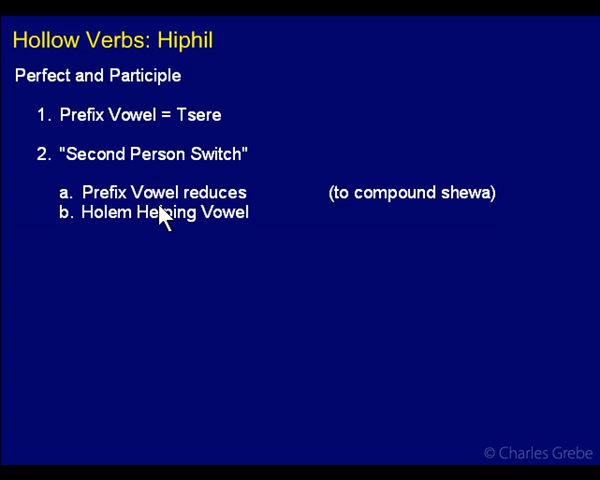 Hollow Verbs: Hiphil
Perfect and Participle
1. Prefix Vowel = Tsere
2. "Second Person Switch"
a. Prefix Vowel reduces (to compound shewa)
b. Holem Helping Vowel
© Charles Grebe